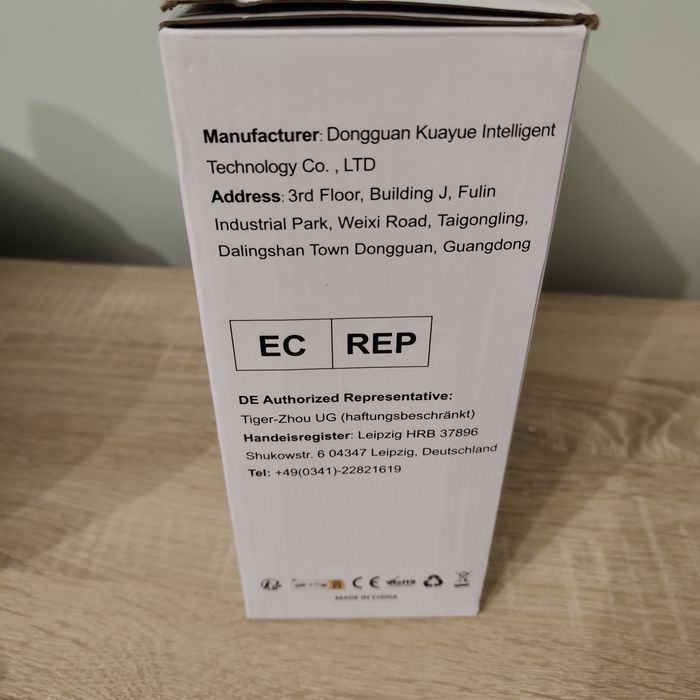 Manufacturer: Dongguan Kuayue Intelligent
Technology Co. , LTD
Address: 3rd Floor, Building J, Fulin
Industrial Park, Weixi Road, Taigongling,
Dalingshan Town Dongguan, Guangdong
EC REP
DE Authorized Representative:
Tiger-Zhou UG (haftungsbeschränkt)
Handeisregister: Leipzig HRB 37896
Shukowstr. 6 04347 Leipzig, Deutschland
Tel: +49(0341)-22821619
CE RoHS
MADE IN CHINA